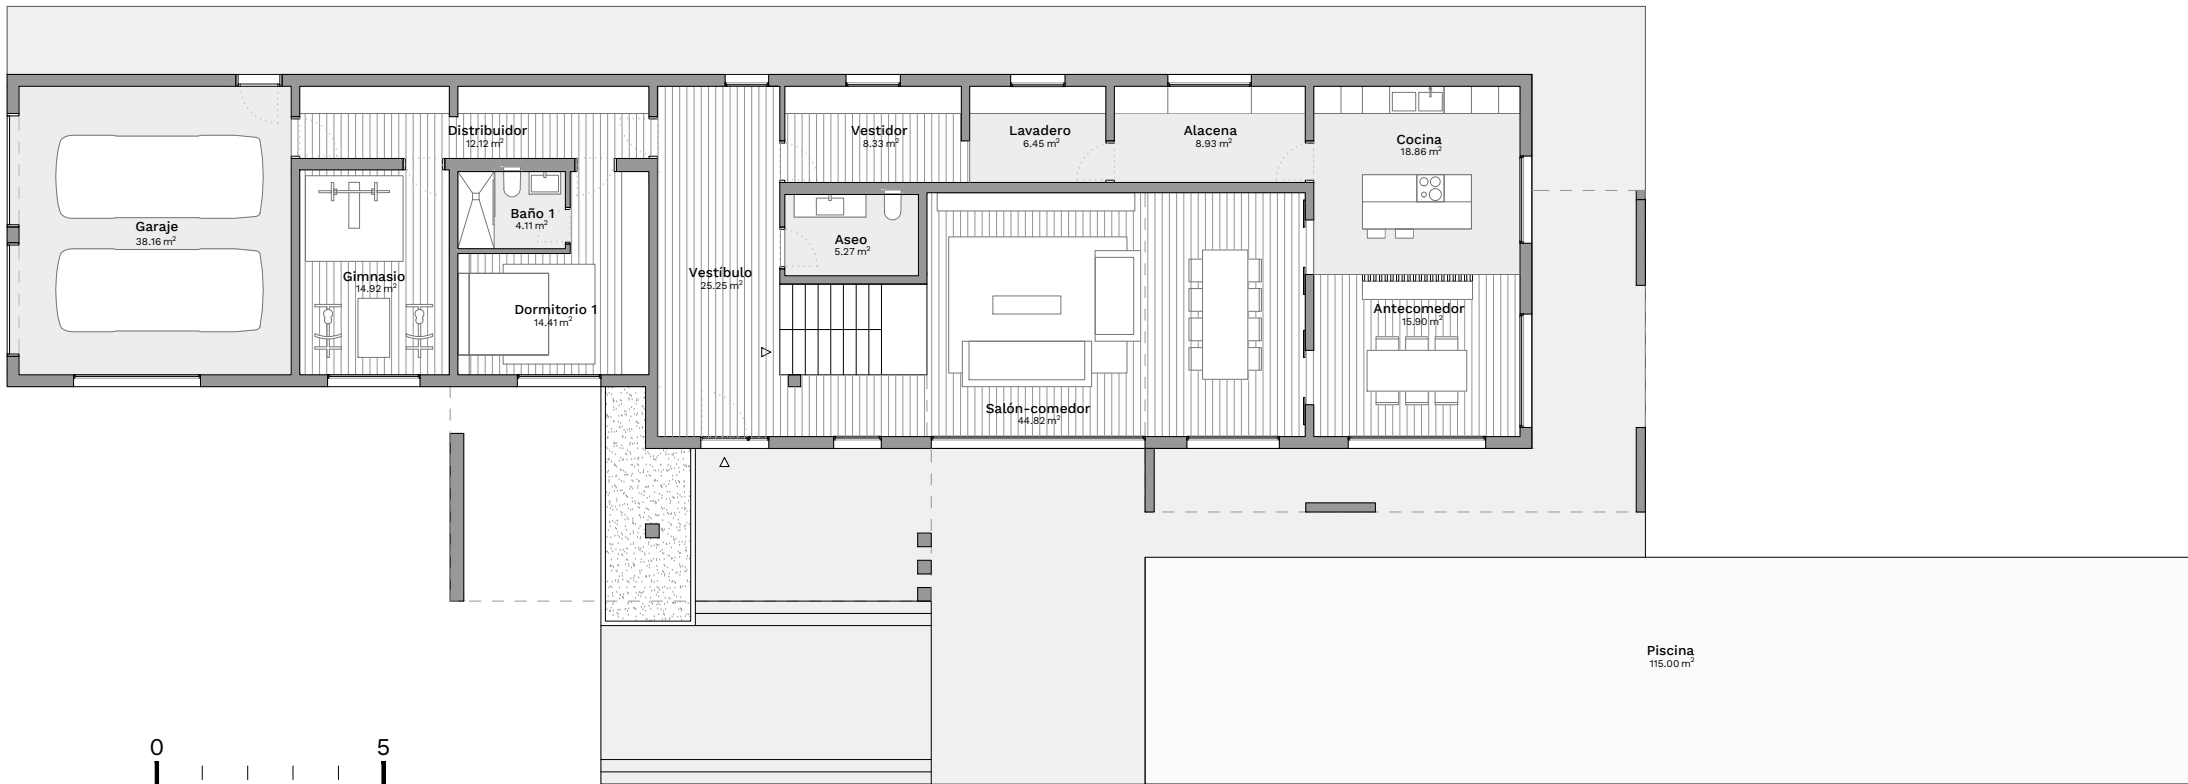 Distribuidor
12.12 m²
Vestidor
8.33 m²
Lavadero
6.45 m²
Alacena
8.93 m²
Cocina
18.86 m²
Garaje
38.16 m²
Baño 1
4.11 m²
Aseo
5.27 m²
Gimnasio
14.92 m²
Vestíbulo
25.25 m²
Dormitorio 1
14.41 m²
Antecomedor
15.90 m²
Salón-comedor
44.82 m²
Piscina
115.00 m²
0 5